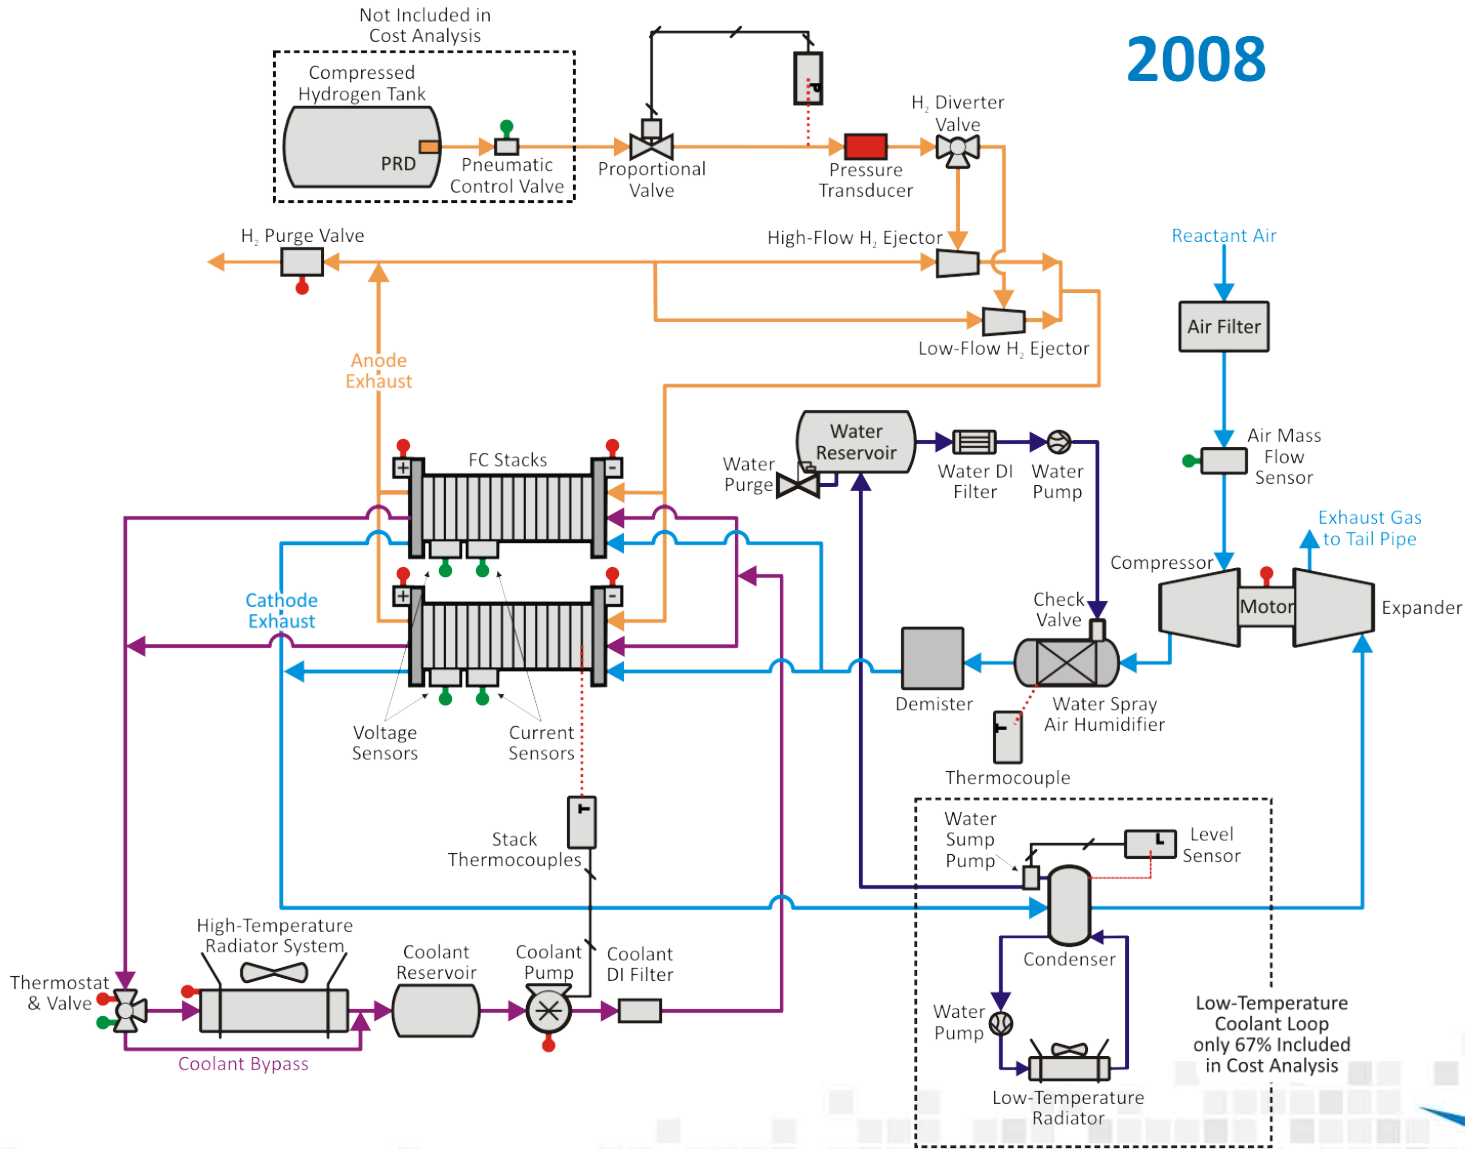 Not Included in
Cost Analysis
2008
Compressed
Hydrogen Tank
PRD
Pneumatic
Control Valve
Proportional
Valve
Pressure
Transducer
H₂ Diverter
Valve
H₂ Purge Valve
High-Flow H₂ Ejector
Low-Flow H₂ Ejector
Reactant Air
Air Filter
Anode
Exhaust
Air Mass
Flow
Sensor
Water
Reservoir
Water
Purge
Water DI
Filter
Water
Pump
FC Stacks
+
-
+
-
Exhaust Gas
to Tail Pipe
Compressor
Motor
Expander
Cathode
Exhaust
Check
Valve
Demister
Water Spray
Air Humidifier
Voltage
Sensors
Current
Sensors
T
Thermocouple
Stack
Thermocouples
T
Water
Sump
Pump
L
Level
Sensor
Condenser
High-Temperature
Radiator System
Coolant
Reservoir
Coolant
Pump
Coolant
DI Filter
Thermostat
& Valve
Coolant Bypass
Water
Pump
Low-Temperature
Radiator
Low-Temperature
Coolant Loop
only 67% Included
in Cost Analysis